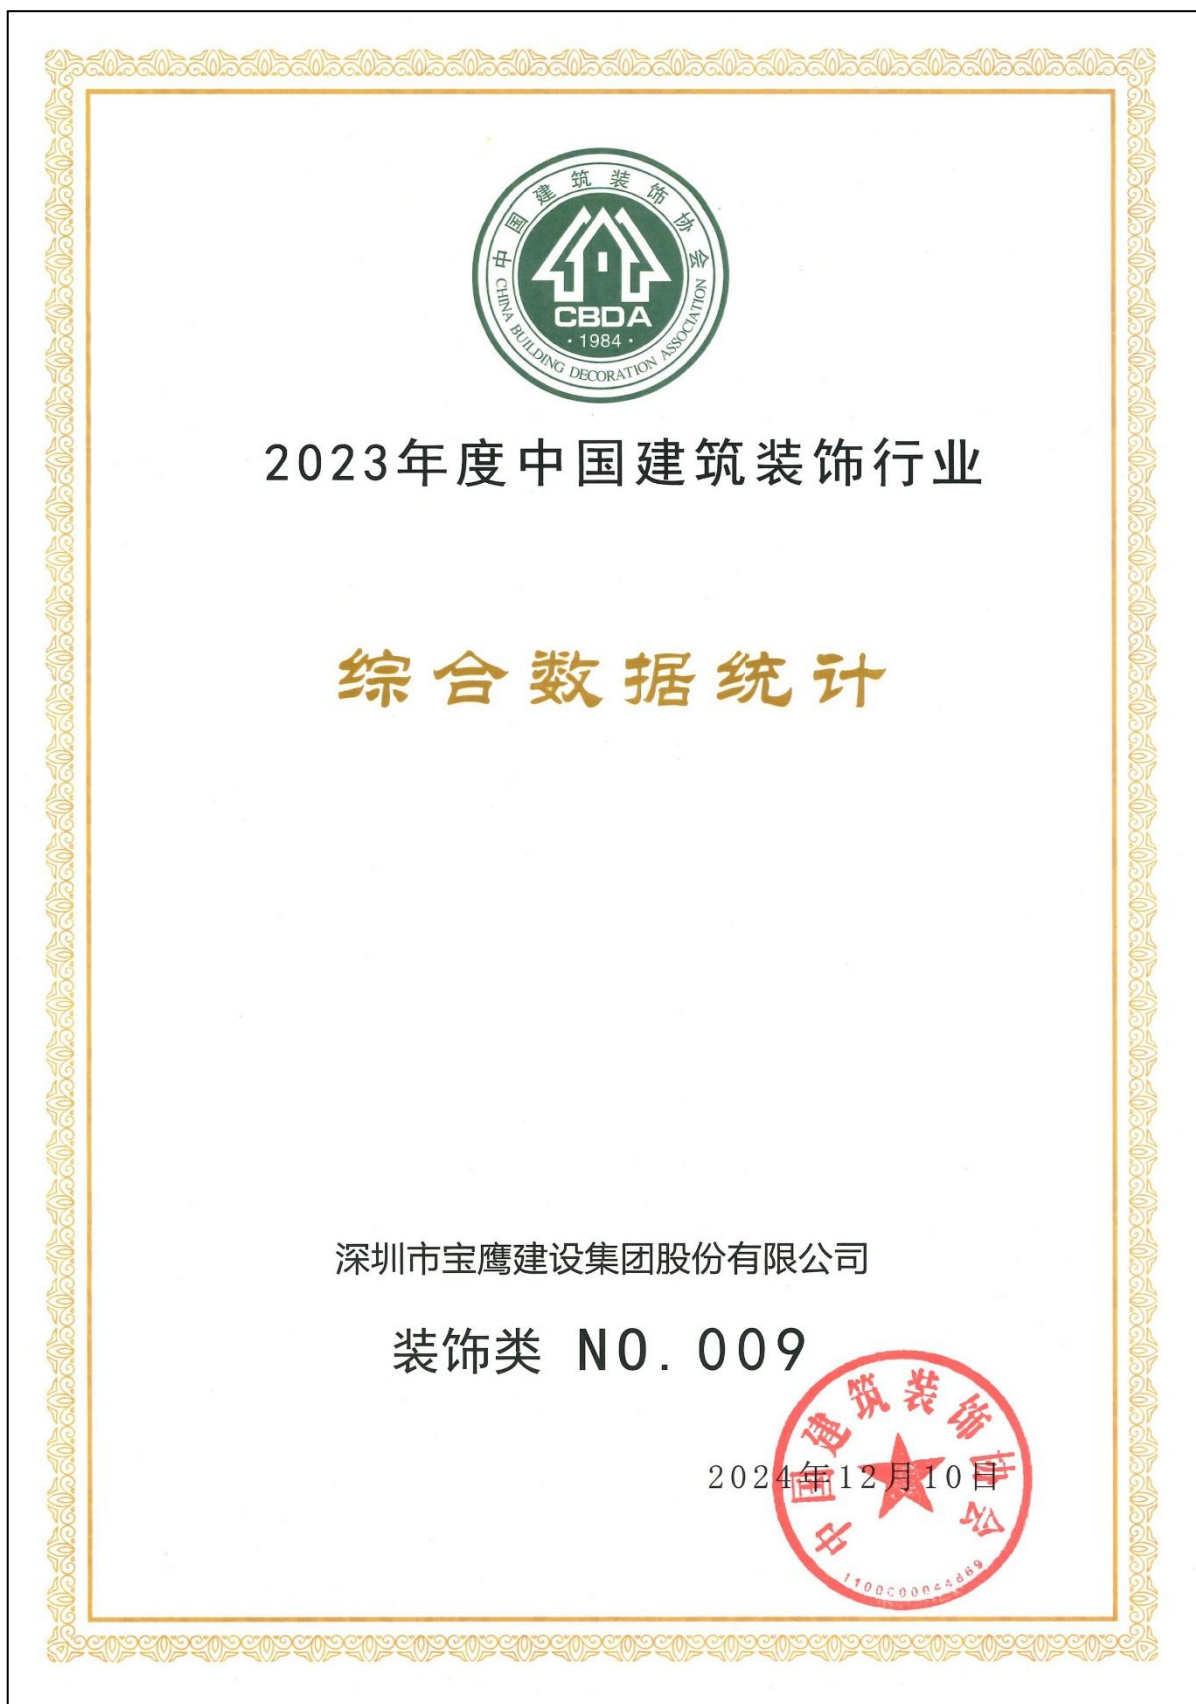 中国建筑装饰协会
CBDA
·1984·
CHINA BUILDING DECORATION ASSOCIATION
2023年度中国建筑装饰行业
综合数据统计
深圳市宝鹰建设集团股份有限公司
装饰类 NO.009
2024年12月10日
中国建筑装饰协会